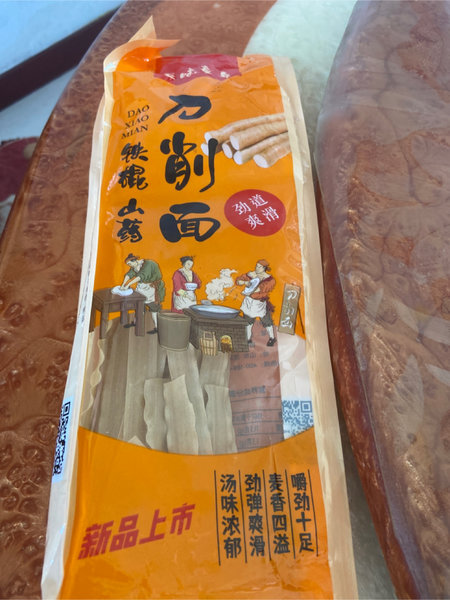 刀削面
DAO
XIAO
MIAN
铁棍山药
劲道
爽滑
嚼劲十足
麦香四溢
劲弹爽滑
汤味浓郁
新品上市